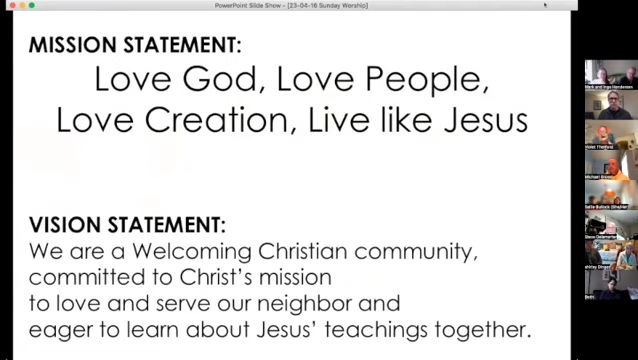 PowerPoint Slide Show - [23-04-16 Sunday Worship]
MISSION STATEMENT:
Love God, Love People,
Love Creation, Live like Jesus
VISION STATEMENT:
We are a Welcoming Christian community,
committed to Christ's mission
to love and serve our neighbor and
eager to learn about Jesus' teachings together.